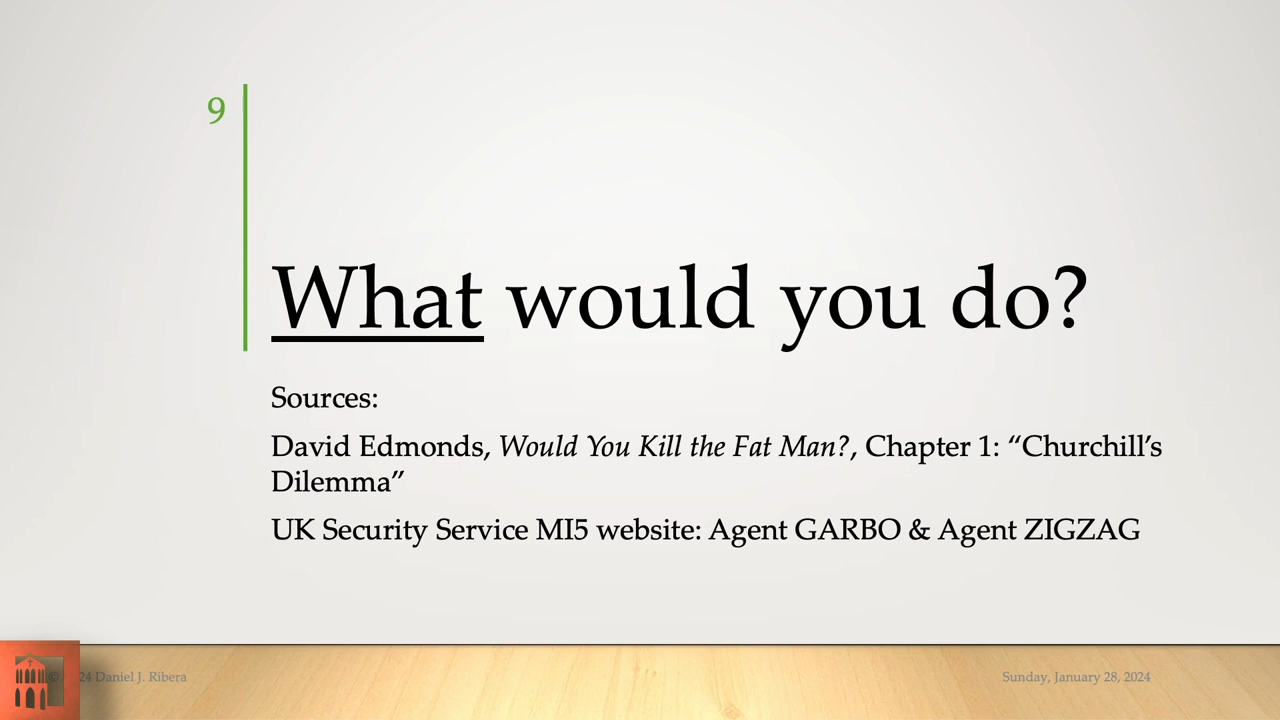 9
What would you do?
Sources:
David Edmonds, Would You Kill the Fat Man?, Chapter 1: “Churchill’s
Dilemma”
UK Security Service MI5 website: Agent GARBO & Agent ZIGZAG
24 Daniel J. Ribera
Sunday, January 28, 2024